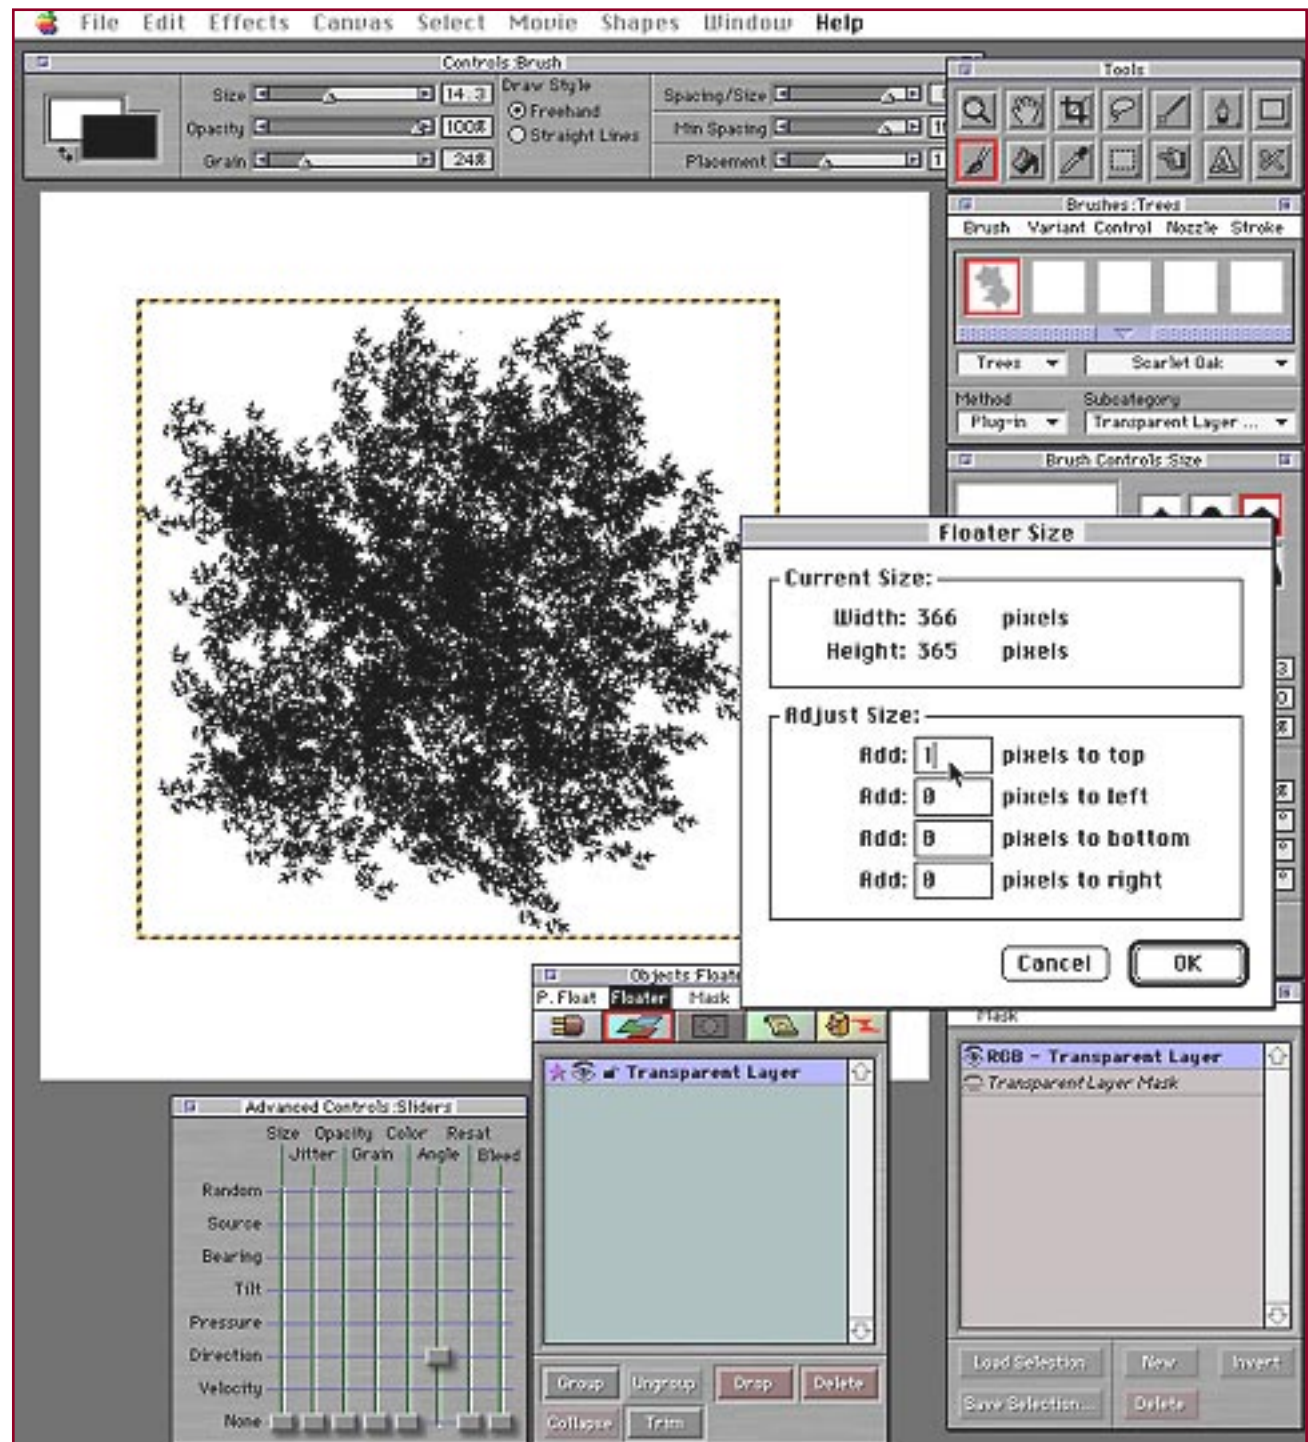 File Edit Effects Canvas Select Movie Shapes Window Help
Controls:Brush
Size 14.3
Opacity 100%
Grain 24%
Draw Style
Freehand
Straight Lines
Spacing/Size
Min Spacing
Placement
Tools
Brushes:Trees
Brush Variant Control Nozzle Stroke
Trees Scarlet Oak
Method Subcategory
Plug-in Transparent Layer ...
Brush Controls:Size
Floater Size
Current Size:
Width: 366 pixels
Height: 365 pixels
Adjust Size:
Add: 1 pixels to top
Add: 0 pixels to left
Add: 0 pixels to bottom
Add: 0 pixels to right
Cancel OK
Objects:Floate
P. Float Floater Mask
Transparent Layer
Group Ungroup Drop Delete
Collapse Trim
Mask
RGB - Transparent Layer
Transparent Layer Mask
Load Selection New Invert
Save Selection... Delete
Advanced Controls:Sliders
Size Opacity Color Resat
Jitter Grain Angle Bleed
Random
Source
Bearing
Tilt
Pressure
Direction
Velocity
None